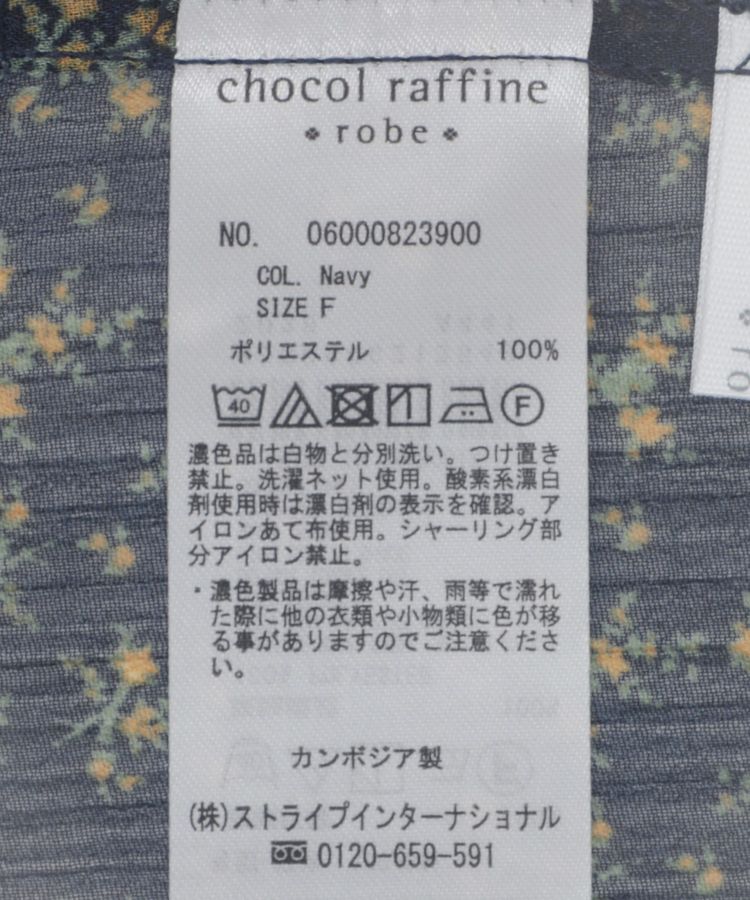 chocol raffine
robe
NO. 06000823900
COL. Navy
SIZE F
ポリエステル 100%
40 F
濃色品は白物と分別洗い。つけ置き
禁止。洗濯ネット使用。酸素系漂白
剤使用時は漂白剤の表示を確認。ア
イロンあて布使用。シャーリング部
分アイロン禁止。
・濃色製品は摩擦や汗、雨等で濡れ
た際に他の衣類や小物類に色が移
る事がありますのでご注意くださ
い。
カンボジア製
(株)ストライプインターナショナル
0120-659-591